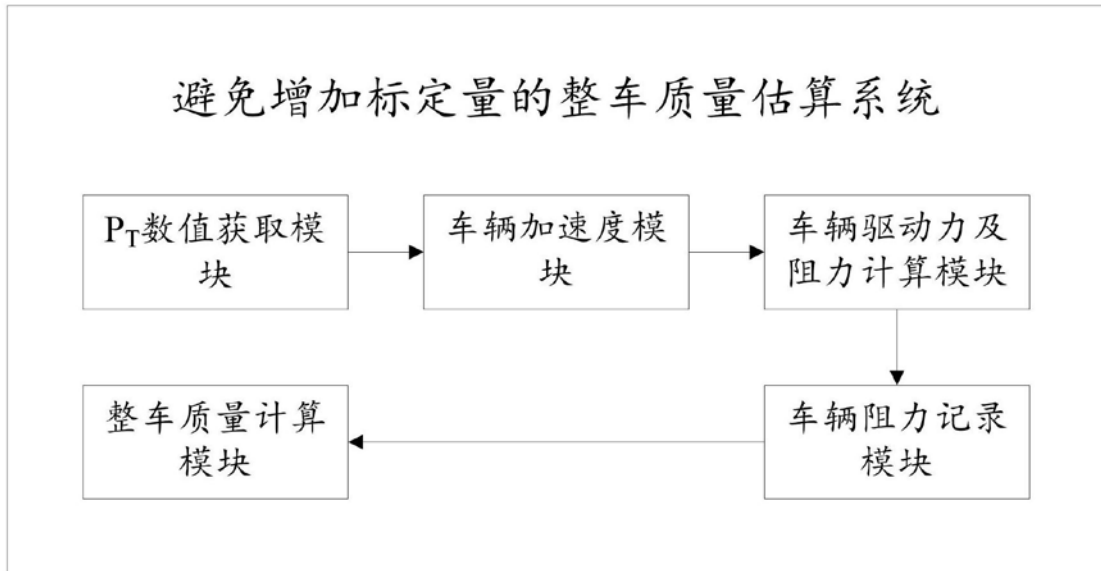 避免增加标定量的整车质量估算系统
P_T数值获取模
块
车辆加速度模
块
车辆驱动力及
阻力计算模块
整车质量计算
模块
车辆阻力记录
模块